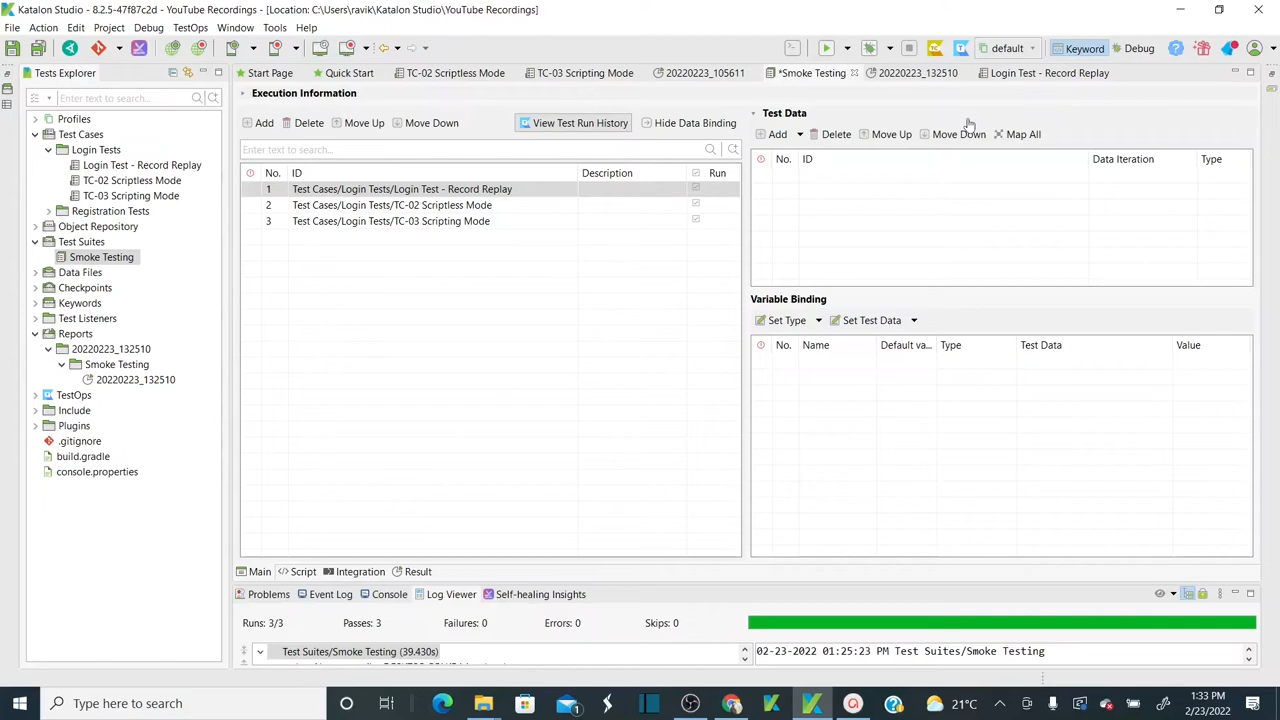 Katalon Studio - 8.2.5-47f87c2d - YouTube Recordings - [Location: C:\Users\ravik\Katalon Studio\YouTube Recordings]
File Action Edit Project Debug TestOps Window Tools Help
default Keyword Debug
Tests Explorer
Start Page Quick Start TC-02 Scriptless Mode TC-03 Scripting Mode 20220223_105611 *Smoke Testing 20220223_132510 Login Test - Record Replay
Enter text to search...
Profiles
Test Cases
Login Tests
Login Test - Record Replay
TC-02 Scriptless Mode
TC-03 Scripting Mode
Registration Tests
Object Repository
Test Suites
Smoke Testing
Data Files
Checkpoints
Keywords
Test Listeners
Reports
20220223_132510
Smoke Testing
20220223_132510
TestOps
Include
Plugins
.gitignore
build.gradle
console.properties
Execution Information
Add Delete Move Up Move Down View Test Run History Hide Data Binding
Enter text to search...
No. ID Description Run
1 Test Cases/Login Tests/Login Test - Record Replay
2 Test Cases/Login Tests/TC-02 Scriptless Mode
3 Test Cases/Login Tests/TC-03 Scripting Mode
Test Data
Add Delete Move Up Move Down Map All
No. ID Data Iteration Type
Variable Binding
Set Type Set Test Data
No. Name Default va... Type Test Data Value
Main Script Integration Result
Problems Event Log Console Log Viewer Self-healing Insights
Runs: 3/3 Passes: 3 Failures: 0 Errors: 0 Skips: 0
Test Suites/Smoke Testing (39.430s)
02-23-2022 01:25:23 PM Test Suites/Smoke Testing
Type here to search
21°C
1:33 PM
2/23/2022